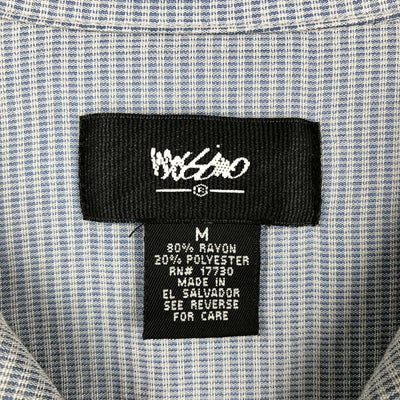 mossimo
M
80% RAYON
20% POLYESTER
RN# 17730
MADE IN
EL SALVADOR
SEE REVERSE
FOR CARE